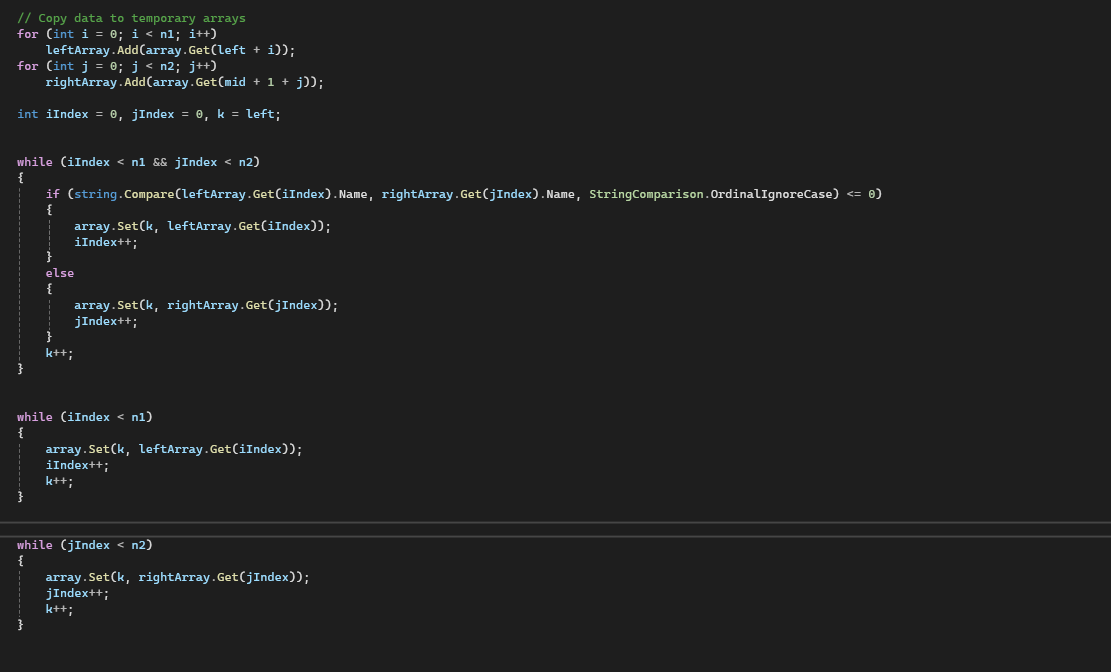 // Copy data to temporary arrays
for (int i = 0; i < n1; i++)
    leftArray.Add(array.Get(left + i));
for (int j = 0; j < n2; j++)
    rightArray.Add(array.Get(mid + 1 + j));

int iIndex = 0, jIndex = 0, k = left;


while (iIndex < n1 && jIndex < n2)
{
    if (string.Compare(leftArray.Get(iIndex).Name, rightArray.Get(jIndex).Name, StringComparison.OrdinalIgnoreCase) <= 0)
    {
        array.Set(k, leftArray.Get(iIndex));
        iIndex++;
    }
    else
    {
        array.Set(k, rightArray.Get(jIndex));
        jIndex++;
    }
    k++;
}


while (iIndex < n1)
{
    array.Set(k, leftArray.Get(iIndex));
    iIndex++;
    k++;
}


while (jIndex < n2)
{
    array.Set(k, rightArray.Get(jIndex));
    jIndex++;
    k++;
}